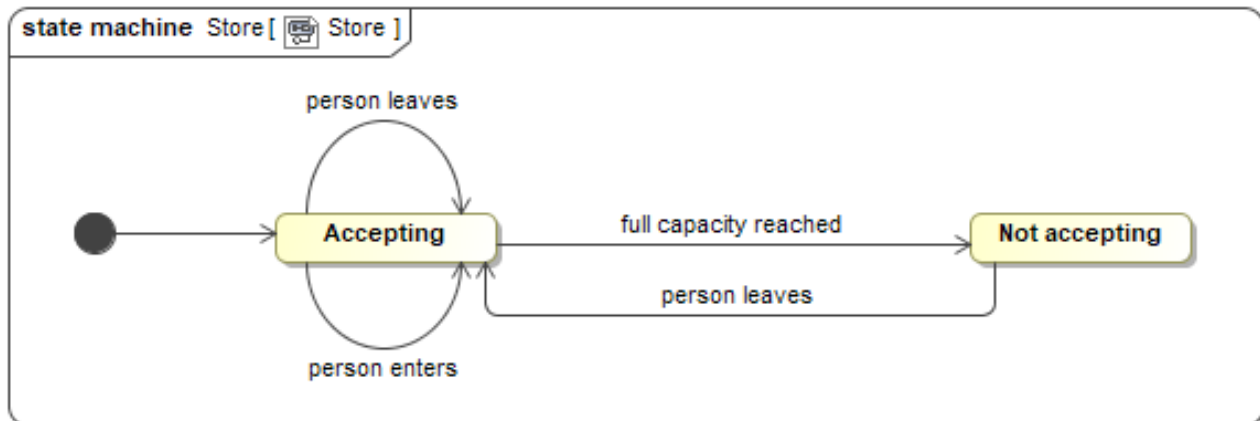 state machine Store [ Store ]
person leaves
Accepting
full capacity reached
Not accepting
person leaves
person enters